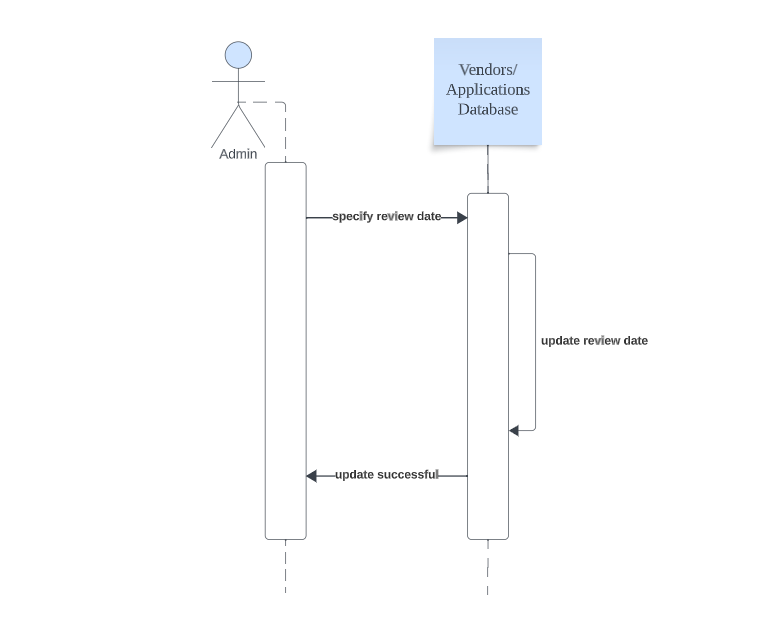 Vendors/
Applications
Database
Admin
specify review date
update review date
update successful